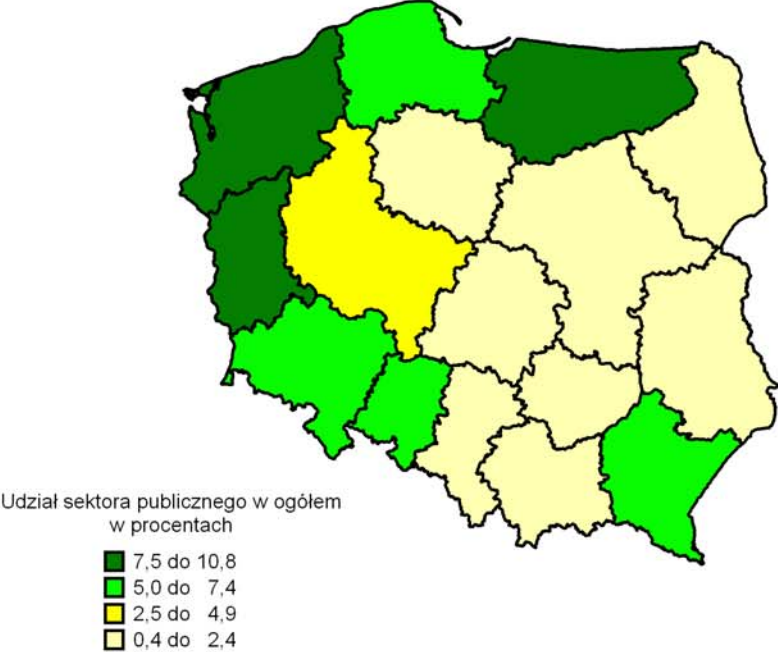 Udział sektora publicznego w ogółem
w procentach
7,5 do 10,8
5,0 do 7,4
2,5 do 4,9
0,4 do 2,4